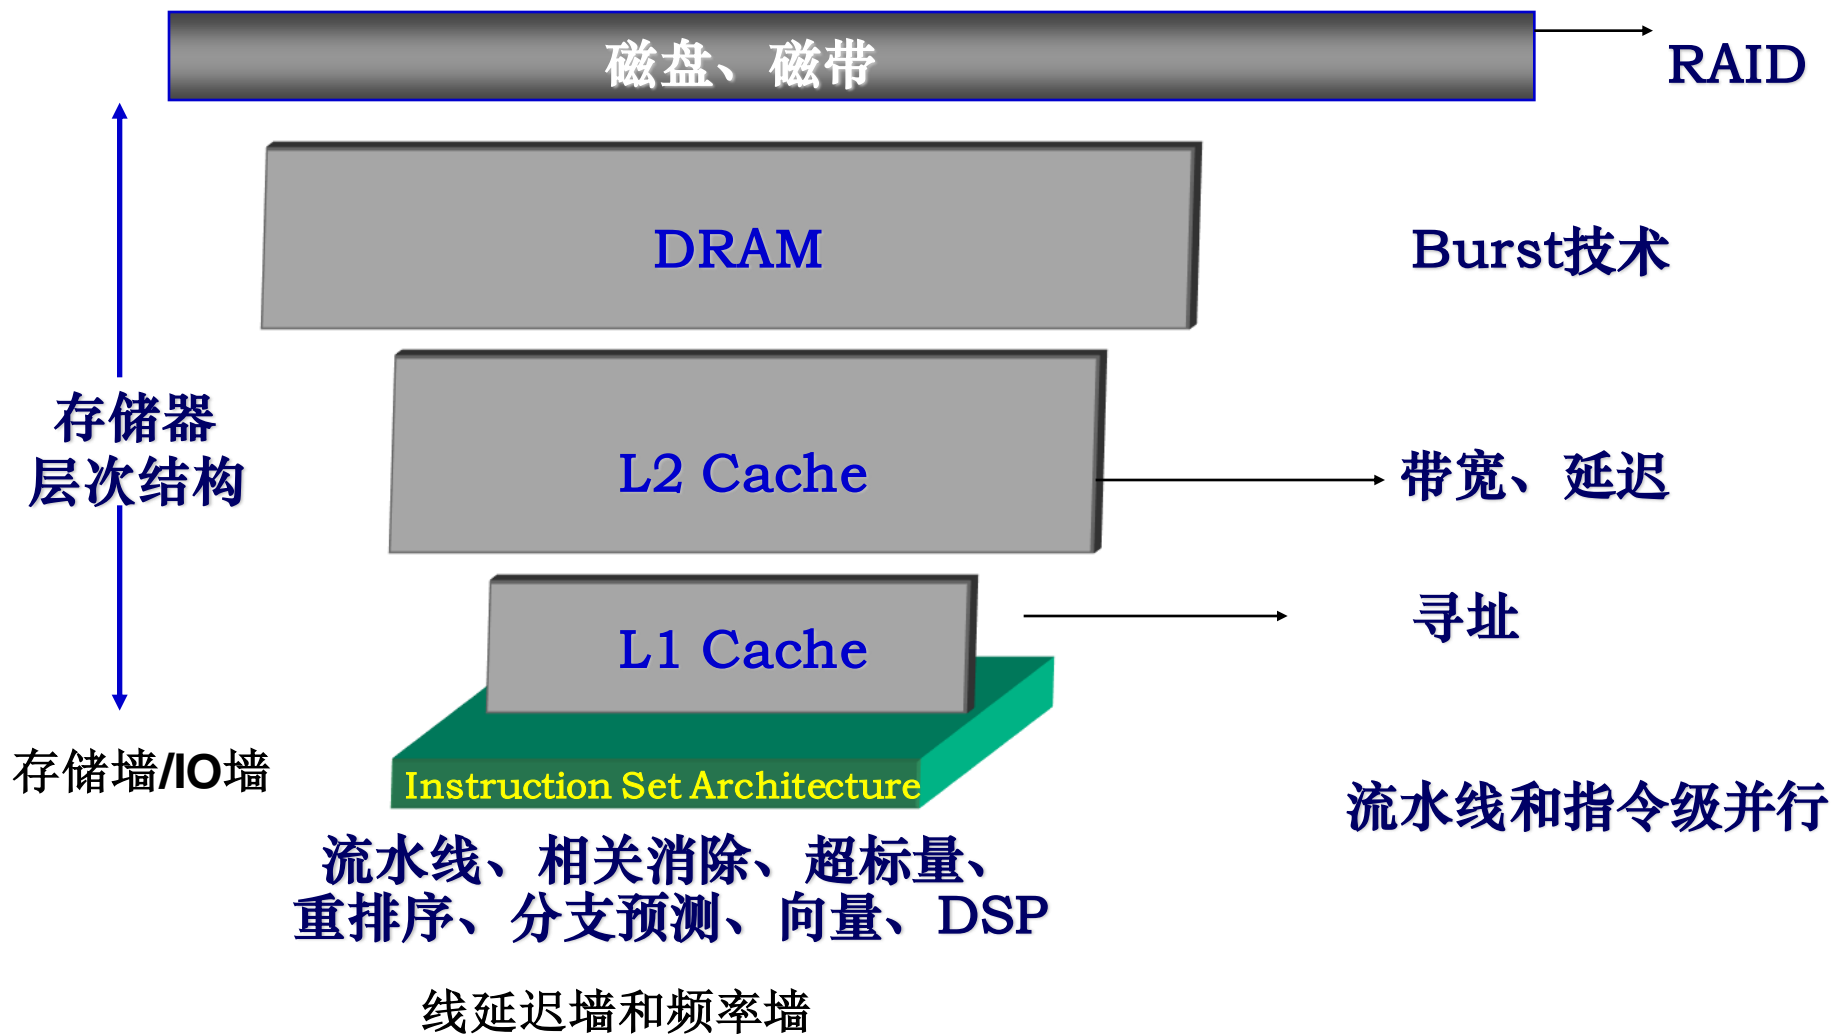 磁盘、磁带
RAID
DRAM
Burst技术
存储器
层次结构
L2 Cache
带宽、延迟
L1 Cache
寻址
存储墙/IO墙
Instruction Set Architecture
流水线和指令级并行
流水线、相关消除、超标量、
重排序、分支预测、向量、DSP
线延迟墙和频率墙